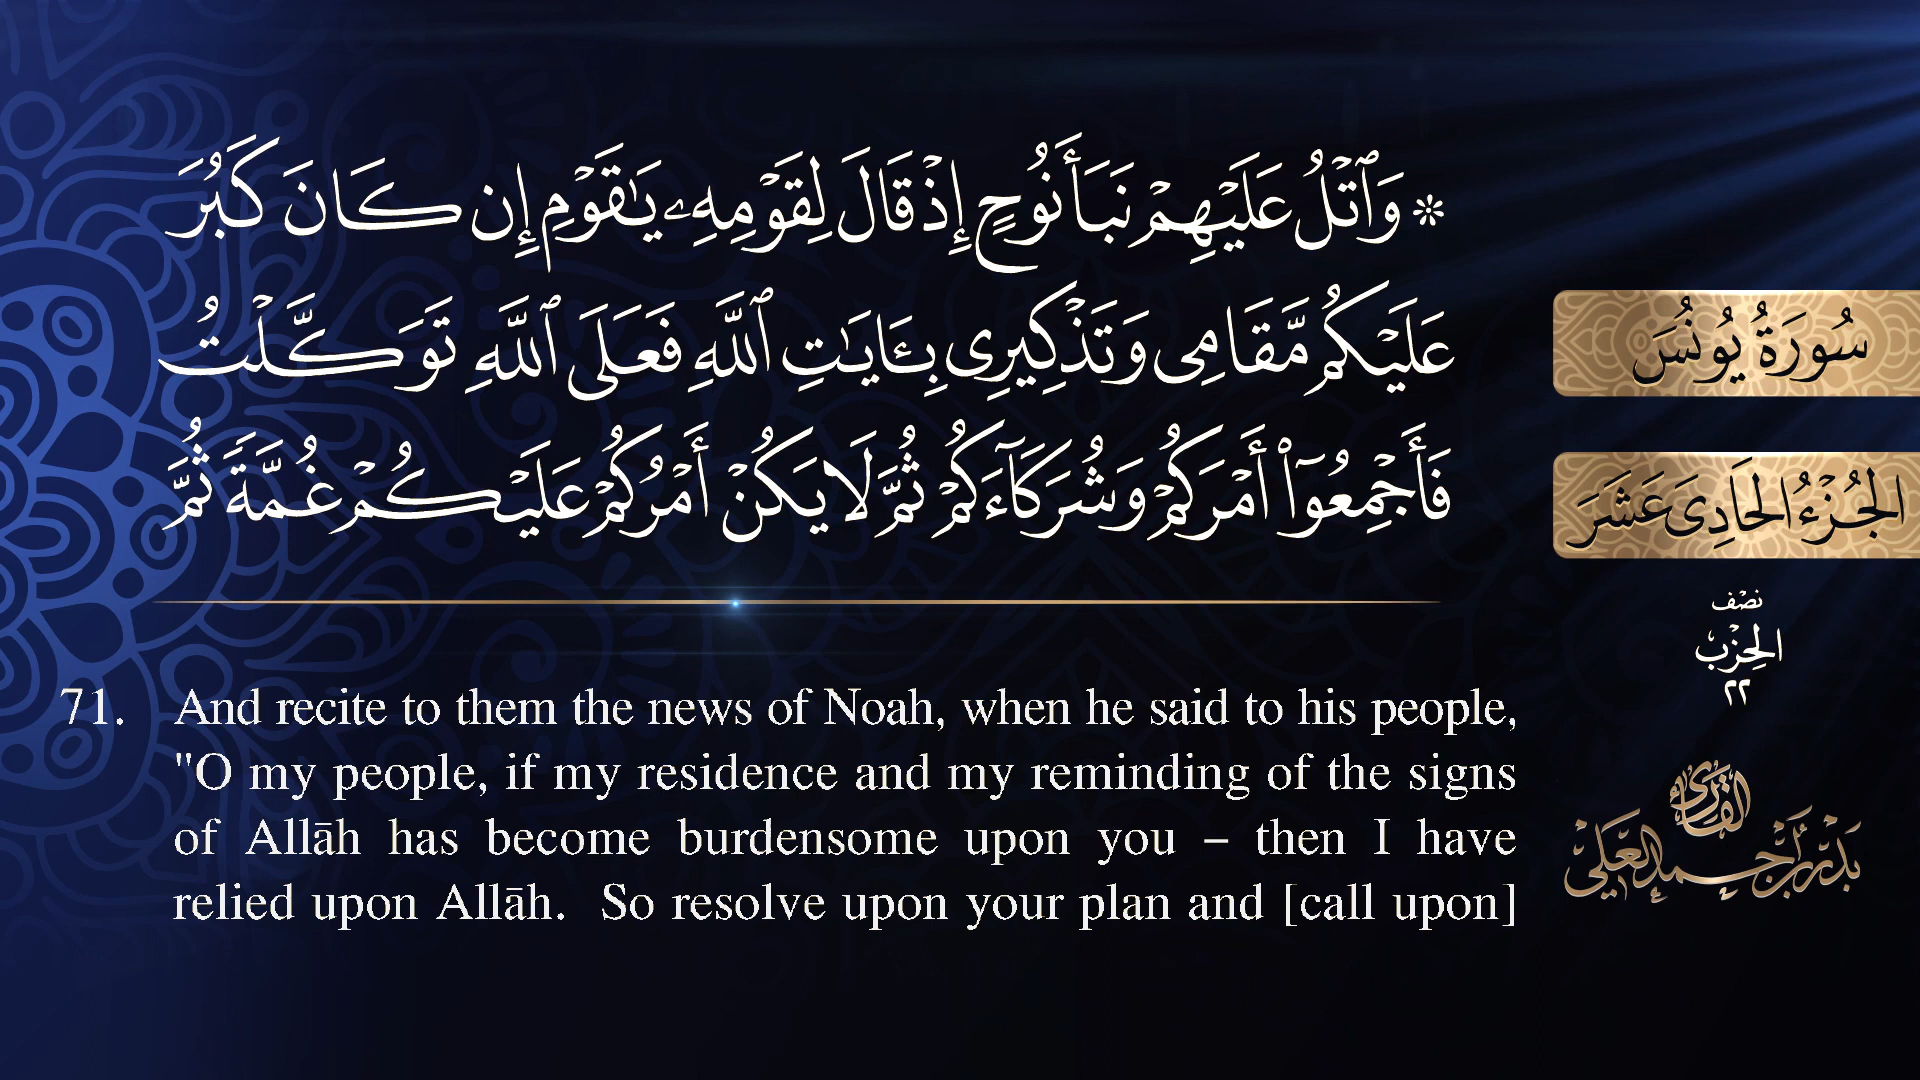 ۞ وَٱتْلُ عَلَيْهِمْ نَبَأَ نُوحٍ إِذْ قَالَ لِقَوْمِهِۦ يَٰقَوْمِ إِن كَانَ كَبُرَ
عَلَيْكُم مَّقَامِى وَتَذْكِيرِى بِـَٔايَٰتِ ٱللَّهِ فَعَلَى ٱللَّهِ تَوَكَّلْتُ
فَأَجْمِعُوٓا۟ أَمْرَكُمْ وَشُرَكَآءَكُمْ ثُمَّ لَا يَكُنْ أَمْرُكُمْ عَلَيْكُمْ غُمَّةً ثُمَّ
سُورَةُ يُونُسَ
الجُزْءُ الحَادِىَ عَشَرَ
نصْف
الحِزْب
٢٢
71. And recite to them the news of Noah, when he said to his people,
"O my people, if my residence and my reminding of the signs
of Allāh has become burdensome upon you – then I have
relied upon Allāh. So resolve upon your plan and [call upon]
القارئ
بدر تركي العلي